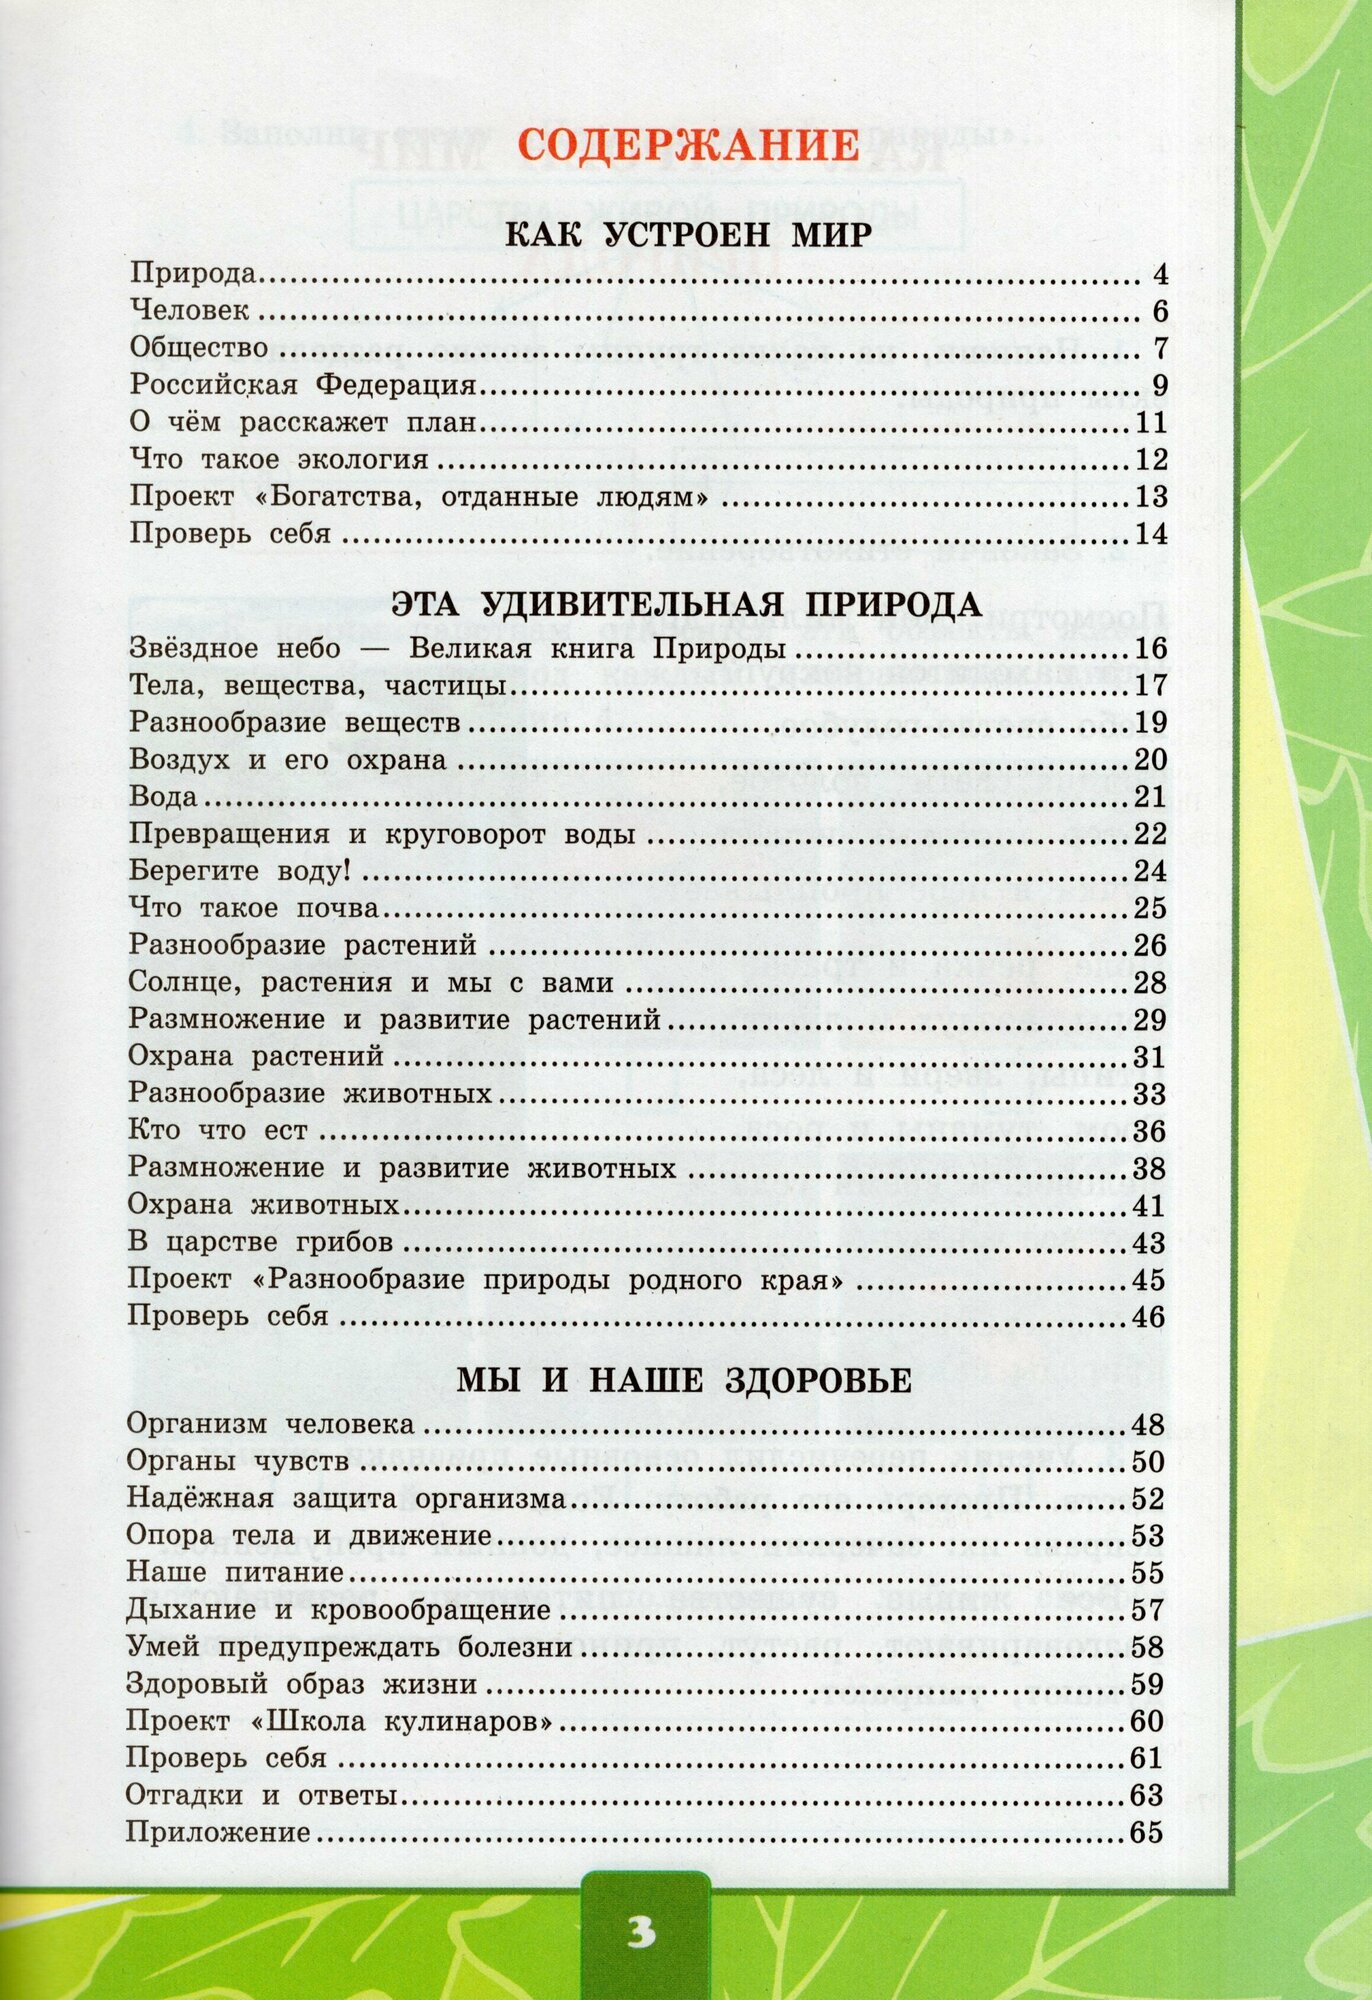 СОДЕРЖАНИЕ
КАК УСТРОЕН МИР
Природа........ 4
Человек ........ 6
Общество ........ 7
Российская Федерация........ 9
О чём расскажет план........11
Что такое экология ........ 12
Проект «Богатства, отданные людям» ........ 13
Проверь себя ........ 14
ЭТА УДИВИТЕЛЬНАЯ ПРИРОДА
Звёздное небо — Великая книга Природы ........ 16
Тела, вещества, частицы........ 17
Разнообразие веществ ........ 19
Воздух и его охрана ........ 20
Вода ........ 21
Превращения и круговорот воды ........ 22
Берегите воду! ........ 24
Что такое почва........ 25
Разнообразие растений ........ 26
Солнце, растения и мы с вами ........ 28
Размножение и развитие растений ........ 29
Охрана растений ........ 31
Разнообразие животных ........ 33
Кто что ест ........ 36
Размножение и развитие животных ........ 38
Охрана животных........ 41
В царстве грибов ........ 43
Проект «Разнообразие природы родного края» ........ 45
Проверь себя ........ 46
МЫ И НАШЕ ЗДОРОВЬЕ
Организм человека ........ 48
Органы чувств ........ 50
Надёжная защита организма........ 52
Опора тела и движение........ 53
Наше питание........ 55
Дыхание и кровообращение ........ 57
Умей предупреждать болезни ........ 58
Здоровый образ жизни ........ 59
Проект «Школа кулинаров» ........ 60
Проверь себя ........ 61
Отгадки и ответы........ 63
Приложение ........ 65
3